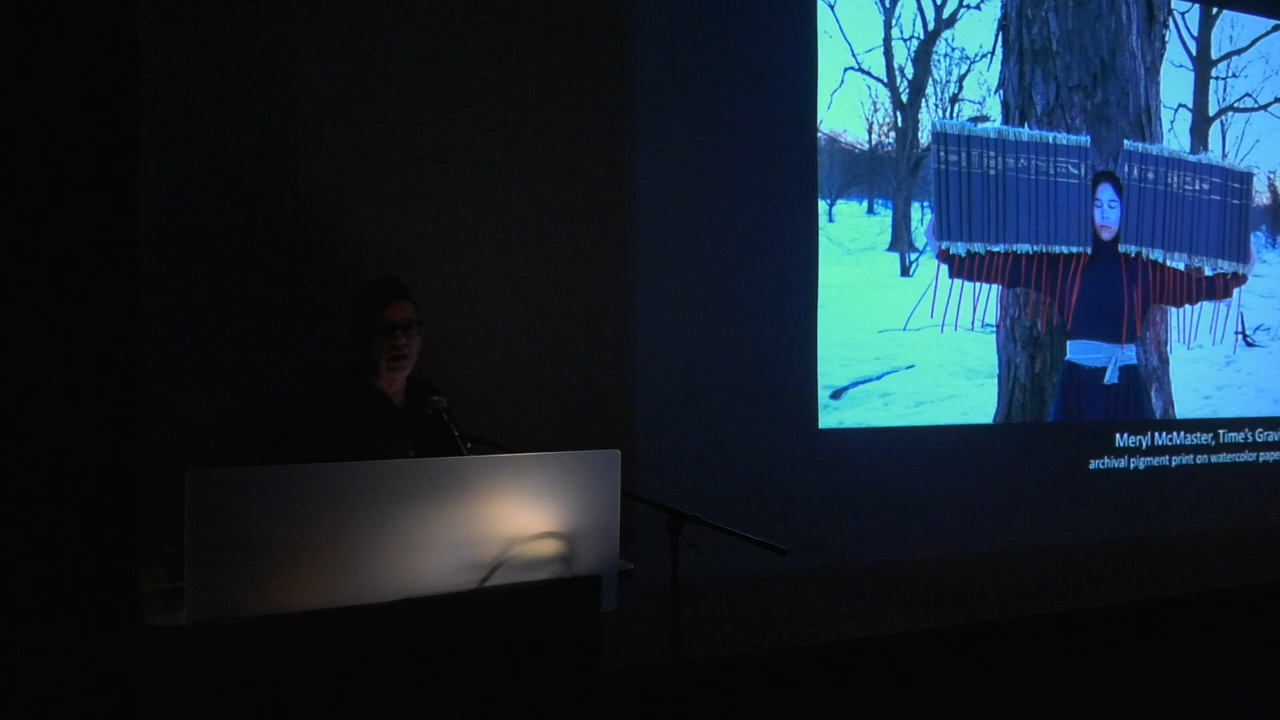 Meryl McMaster, Time's Grav
archival pigment print on watercolor pape